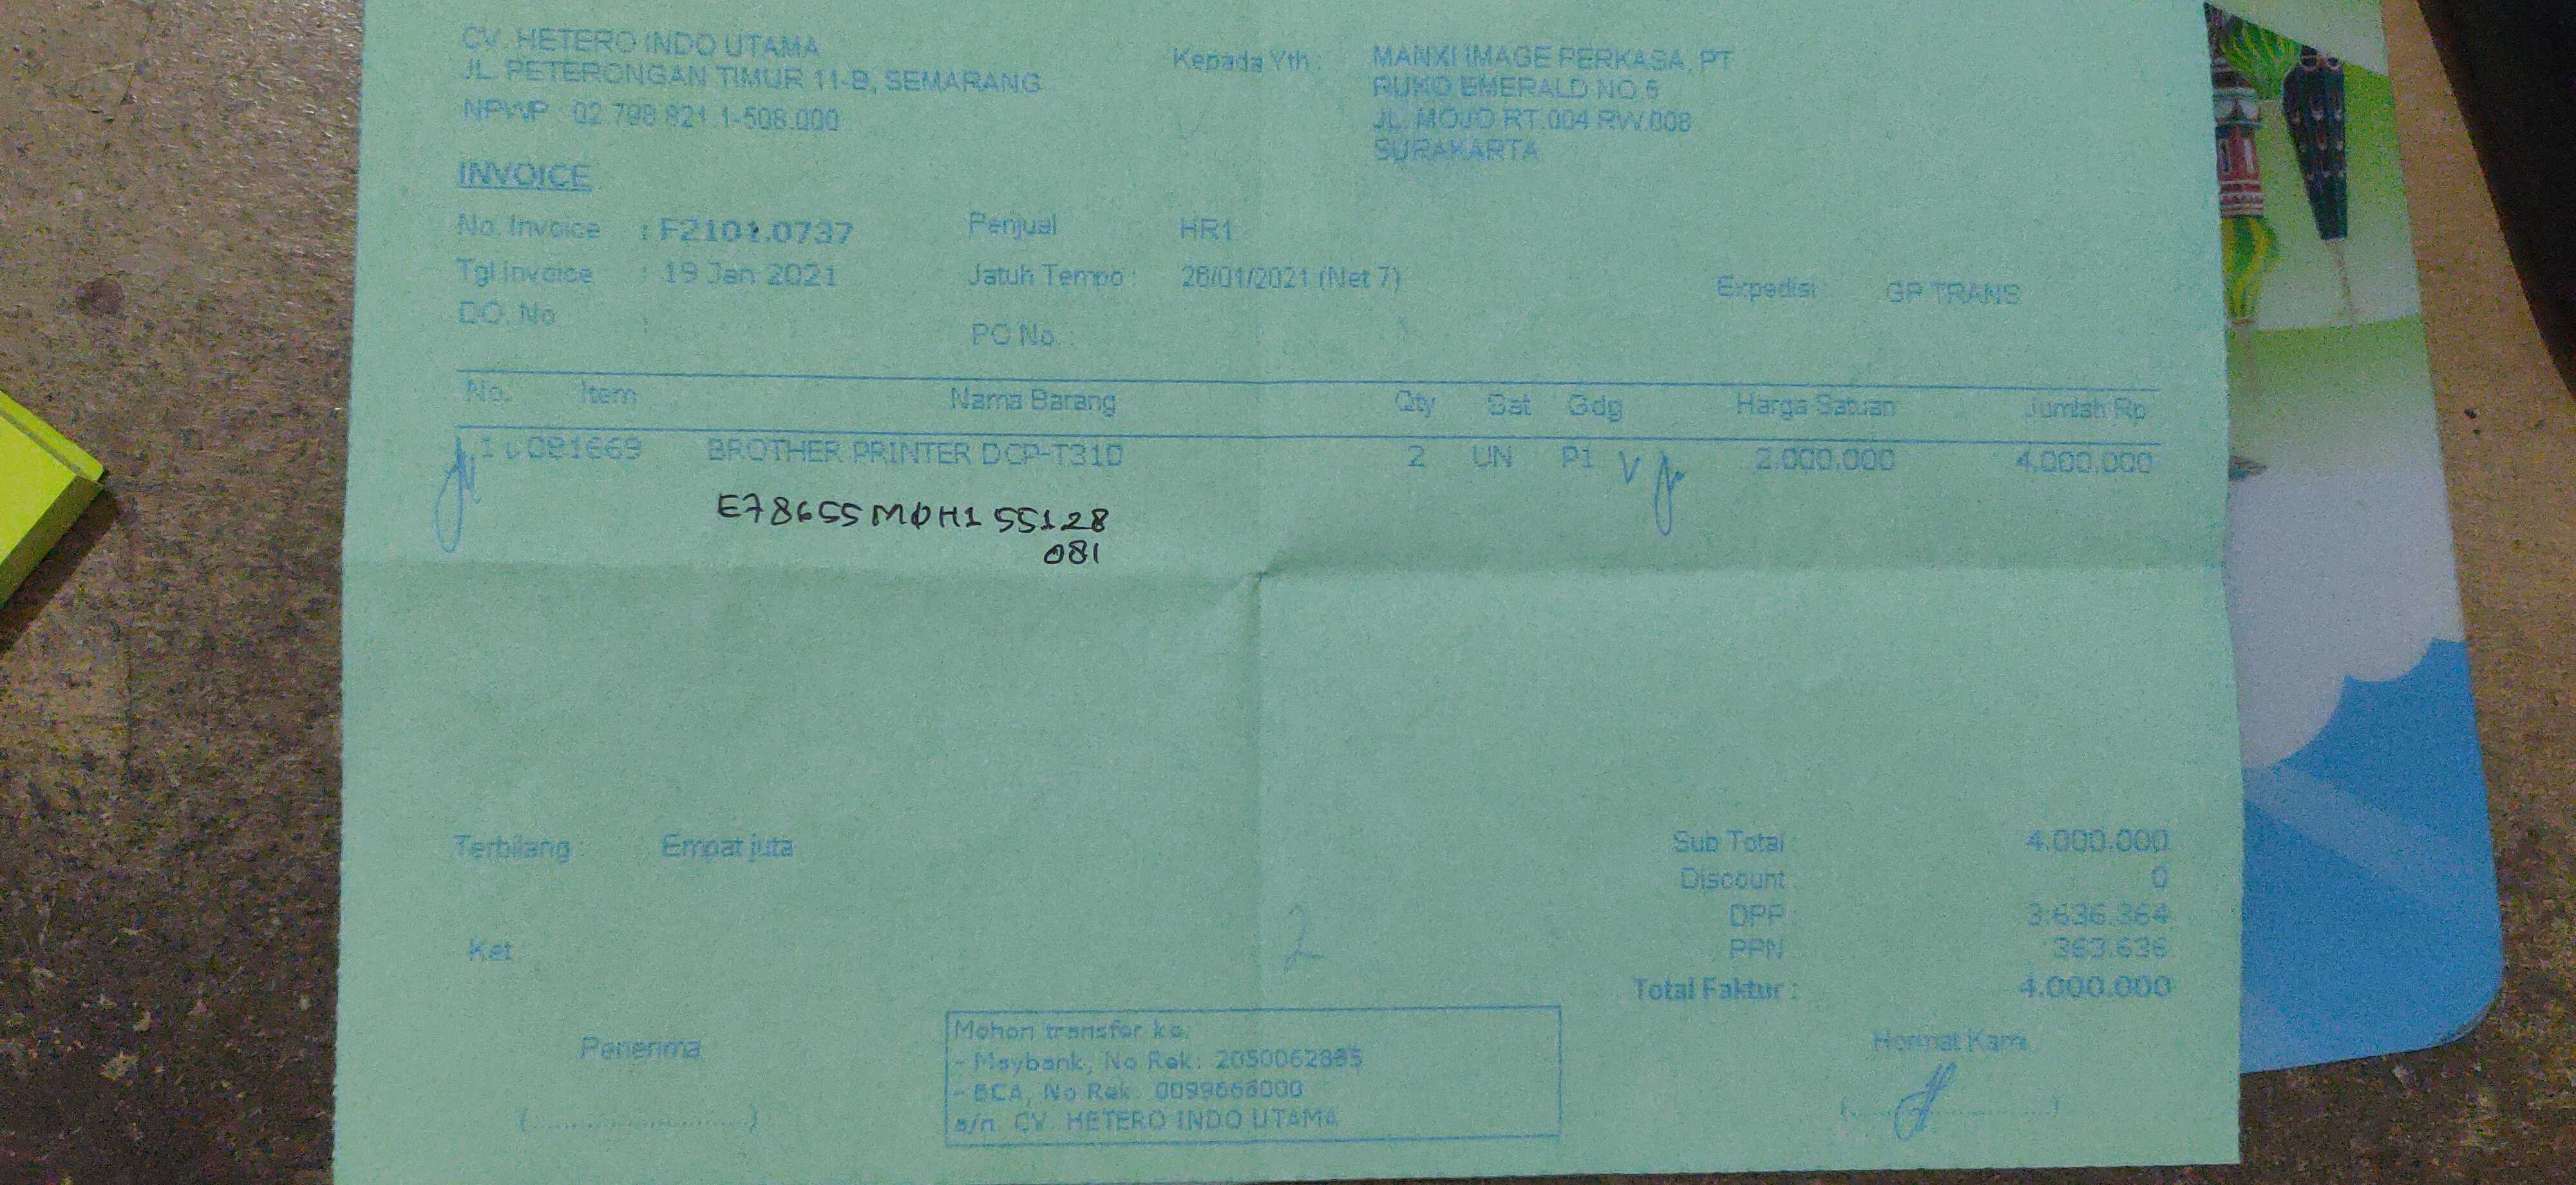 CV. HETERO INDO UTAMA
JL. PETERONGAN TIMUR 11-B, SEMARANG
NPWP : 02.798.821.1-508.000
Kepada Yth :
MANXI IMAGE PERKASA, PT
RUKO EMERALD NO.6
JL. MOJO RT.004 RW.008
SURAKARTA
INVOICE
No. Invoice : F2101.0737 Penjual HR1
Tgl Invoice : 19 Jan 2021 Jatuh Tempo : 26/01/2021 (Net 7) Expedisi : GP TRANS
DO. No :
PO No.
No. Item Nama Barang Qty Sat Gdg Harga Satuan Jumlah Rp
1 081669 BROTHER PRINTER DCP-T310 2 UN P1 V 2.000.000 4.000.000
E78655M0H155128
081
Terbilang : Empat juta
Sub Total : 4.000.000
Discount : 0
DPP : 3.636.364
Ket
PPN 363.636
2
Total Faktur : 4.000.000
Penerima
Mohon transfer ke:
- Maybank, No Rek: 2050062885
- BCA, No Rek: 0099668000
a/n. CV. HETERO INDO UTAMA
Hormat Kami
(........................)
(........................)